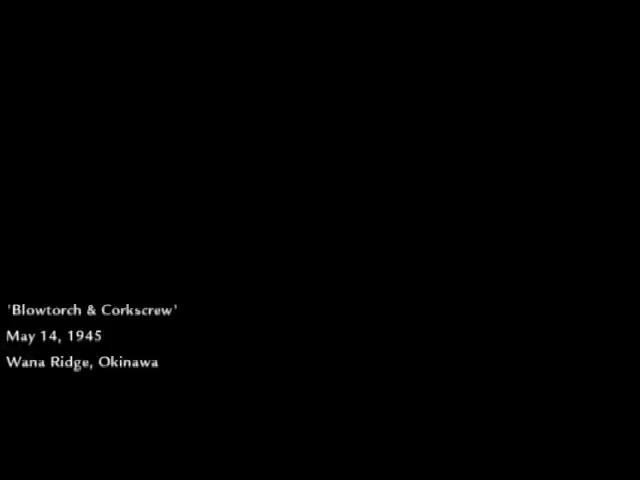 'Blowtorch & Corkscrew'
May 14, 1945
Wana Ridge, Okinawa